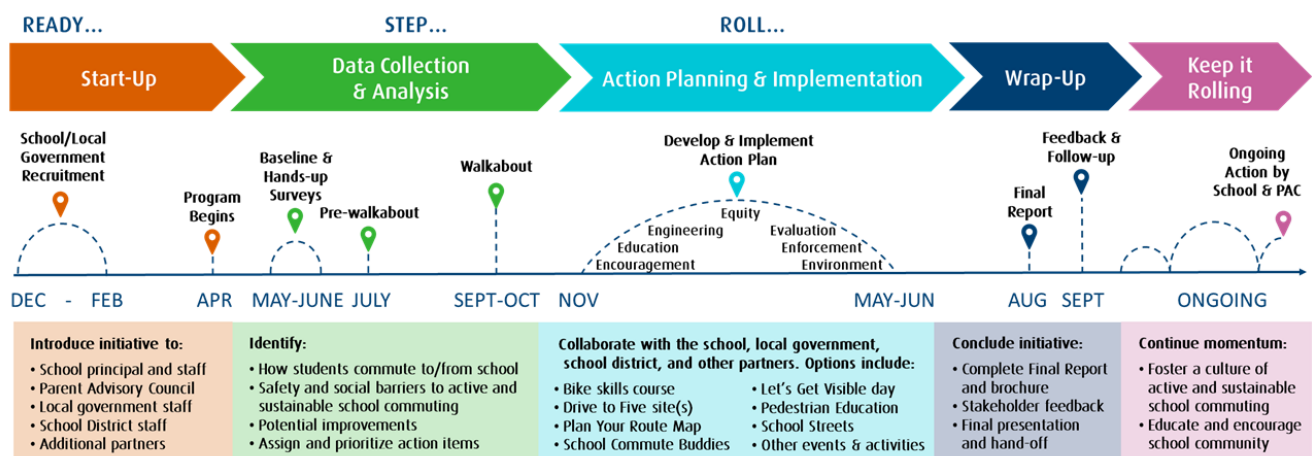 READY...
STEP...
ROLL...
Start-Up
Data Collection
& Analysis
Action Planning & Implementation
Wrap-Up
Keep it
Rolling
School/Local
Government
Recruitment
Program
Begins
Baseline &
Hands-up
Surveys
Pre-walkabout
Walkabout
Develop & Implement
Action Plan
Equity
Engineering
Education
Encouragement
Evaluation
Enforcement
Environment
Final
Report
Feedback &
Follow-up
Ongoing
Action by
School & PAC
DEC - FEB
APR
MAY-JUNE
JULY
SEPT-OCT
NOV
MAY-JUN
AUG
SEPT
ONGOING
Introduce initiative to:
• School principal and staff
• Parent Advisory Council
• Local government staff
• School District staff
• Additional partners
Identify:
• How students commute to/from school
• Safety and social barriers to active and
sustainable school commuting
• Potential improvements
• Assign and prioritize action items
Collaborate with the school, local government,
school district, and other partners. Options include:
• Bike skills course
• Drive to Five site(s)
• Plan Your Route Map
• School Commute Buddies
• Let's Get Visible day
• Pedestrian Education
• School Streets
• Other events & activities
Conclude initiative:
• Complete Final Report
and brochure
• Stakeholder feedback
• Final presentation
and hand-off
Continue momentum:
• Foster a culture of
active and sustainable
school commuting
• Educate and encourage
school community